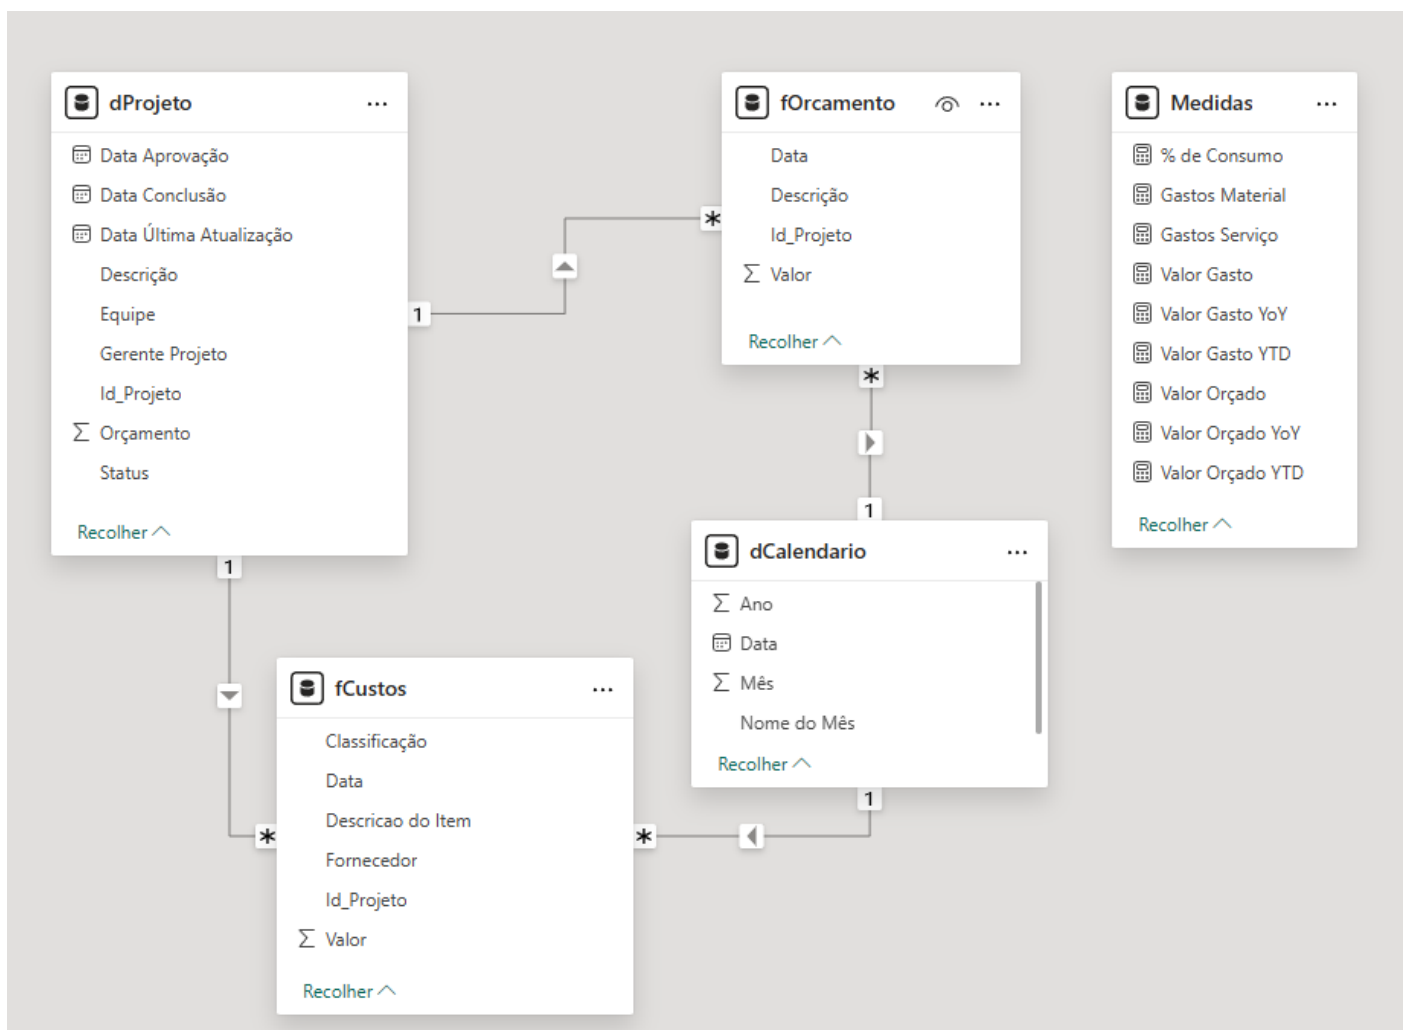 dProjeto
Data Aprovação
Data Conclusão
Data Última Atualização
Descrição
Equipe
Gerente Projeto
Id_Projeto
Orçamento
Status
Recolher
1
1
fOrcamento
Data
Descrição
Id_Projeto
Valor
Recolher
*
*
1
Medidas
% de Consumo
Gastos Material
Gastos Serviço
Valor Gasto
Valor Gasto YoY
Valor Gasto YTD
Valor Orçado
Valor Orçado YoY
Valor Orçado YTD
Recolher
dCalendario
Ano
Data
Mês
Nome do Mês
Recolher
1
fCustos
Classificação
Data
Descricao do Item
Fornecedor
Id_Projeto
Valor
Recolher
*
*